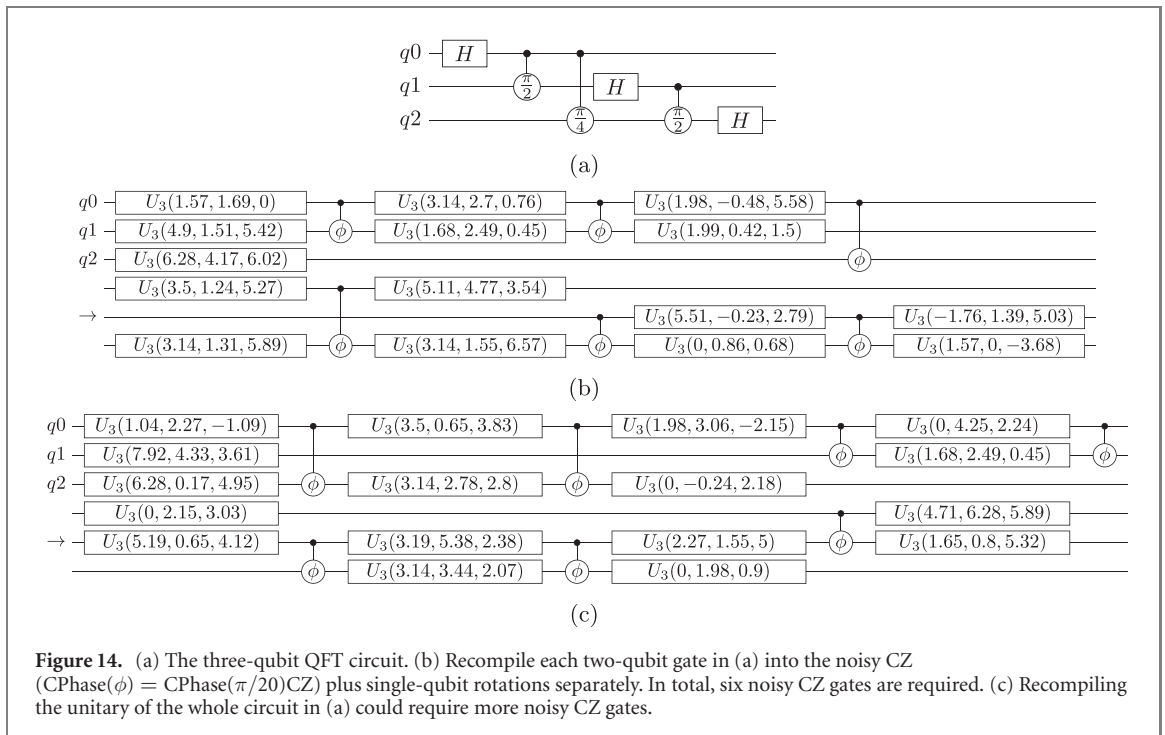 q0 H
q1 π/2 H
q2 π/4 π/2 H
(a)
q0 U₃(1.57, 1.69, 0) U₃(3.14, 2.7, 0.76) U₃(1.98, −0.48, 5.58)
q1 U₃(4.9, 1.51, 5.42) ϕ U₃(1.68, 2.49, 0.45) ϕ U₃(1.99, 0.42, 1.5)
q2 U₃(6.28, 4.17, 6.02) ϕ
U₃(3.5, 1.24, 5.27) U₃(5.11, 4.77, 3.54)
→ U₃(5.51, −0.23, 2.79) U₃(−1.76, 1.39, 5.03)
U₃(3.14, 1.31, 5.89) ϕ U₃(3.14, 1.55, 6.57) ϕ U₃(0, 0.86, 0.68) ϕ U₃(1.57, 0, −3.68)
(b)
q0 U₃(1.04, 2.27, −1.09) U₃(3.5, 0.65, 3.83) U₃(1.98, 3.06, −2.15) U₃(0, 4.25, 2.24)
q1 U₃(7.92, 4.33, 3.61) ϕ U₃(1.68, 2.49, 0.45) ϕ
q2 U₃(6.28, 0.17, 4.95) ϕ U₃(3.14, 2.78, 2.8) ϕ U₃(0, −0.24, 2.18)
U₃(0, 2.15, 3.03) U₃(4.71, 6.28, 5.89)
→ U₃(5.19, 0.65, 4.12) U₃(3.19, 5.38, 2.38) U₃(2.27, 1.55, 5) ϕ U₃(1.65, 0.8, 5.32)
ϕ U₃(3.14, 3.44, 2.07) ϕ U₃(0, 1.98, 0.9)
(c)
Figure 14. (a) The three-qubit QFT circuit. (b) Recompile each two-qubit gate in (a) into the noisy CZ
(CPhase(ϕ) = CPhase(π/20)CZ) plus single-qubit rotations separately. In total, six noisy CZ gates are required. (c) Recompiling
the unitary of the whole circuit in (a) could require more noisy CZ gates.